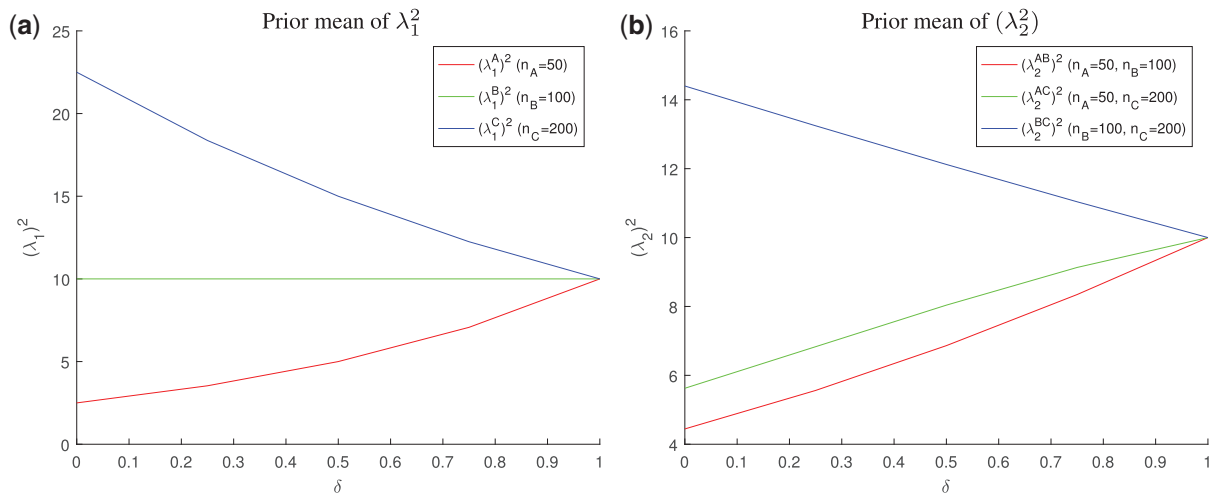 (a)
Prior mean of λ₁²
25
20
15
10
5
0
(λ₁)²
0 0.1 0.2 0.3 0.4 0.5 0.6 0.7 0.8 0.9 1
δ
(λ₁ᴬ)² (n_A=50)
(λ₁ᴮ)² (n_B=100)
(λ₁ᶜ)² (n_C=200)
(b)
Prior mean of (λ₂²)
16
14
12
10
8
6
4
(λ₂)²
0 0.1 0.2 0.3 0.4 0.5 0.6 0.7 0.8 0.9 1
δ
(λ₂ᴬᴮ)² (n_A=50, n_B=100)
(λ₂ᴬᶜ)² (n_A=50, n_C=200)
(λ₂ᴮᶜ)² (n_B=100, n_C=200)